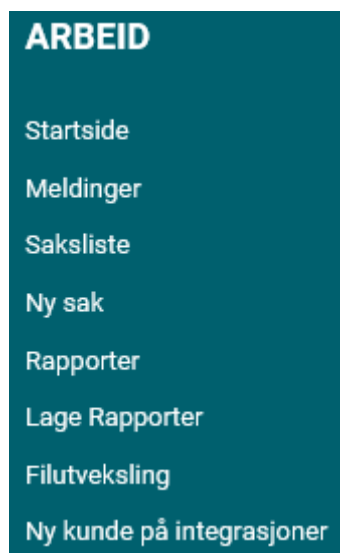 ARBEID
Startside
Meldinger
Saksliste
Ny sak
Rapporter
Lage Rapporter
Filutveksling
Ny kunde på integrasjoner